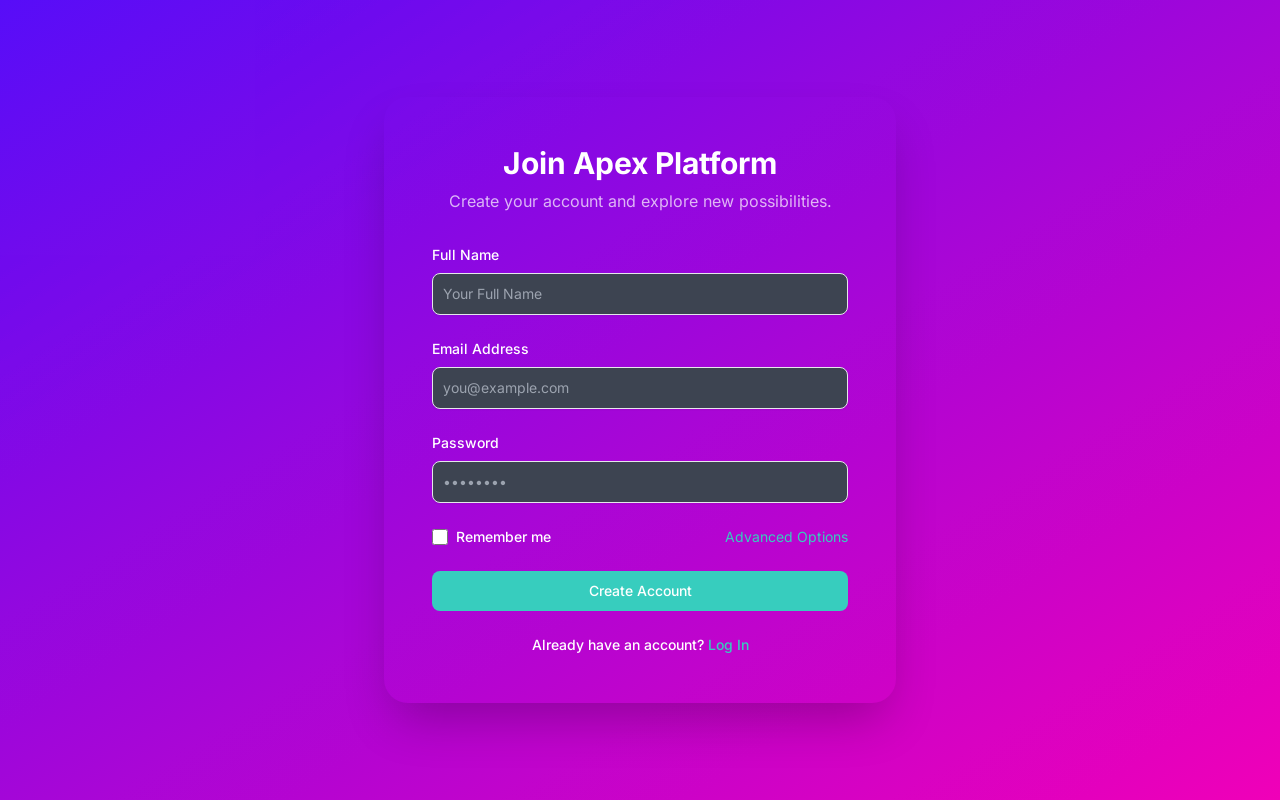 Join Apex Platform
Create your account and explore new possibilities.
Full Name
Your Full Name
Email Address
you@example.com
Password
••••••••
Remember me
Advanced Options
Create Account
Already have an account? Log In